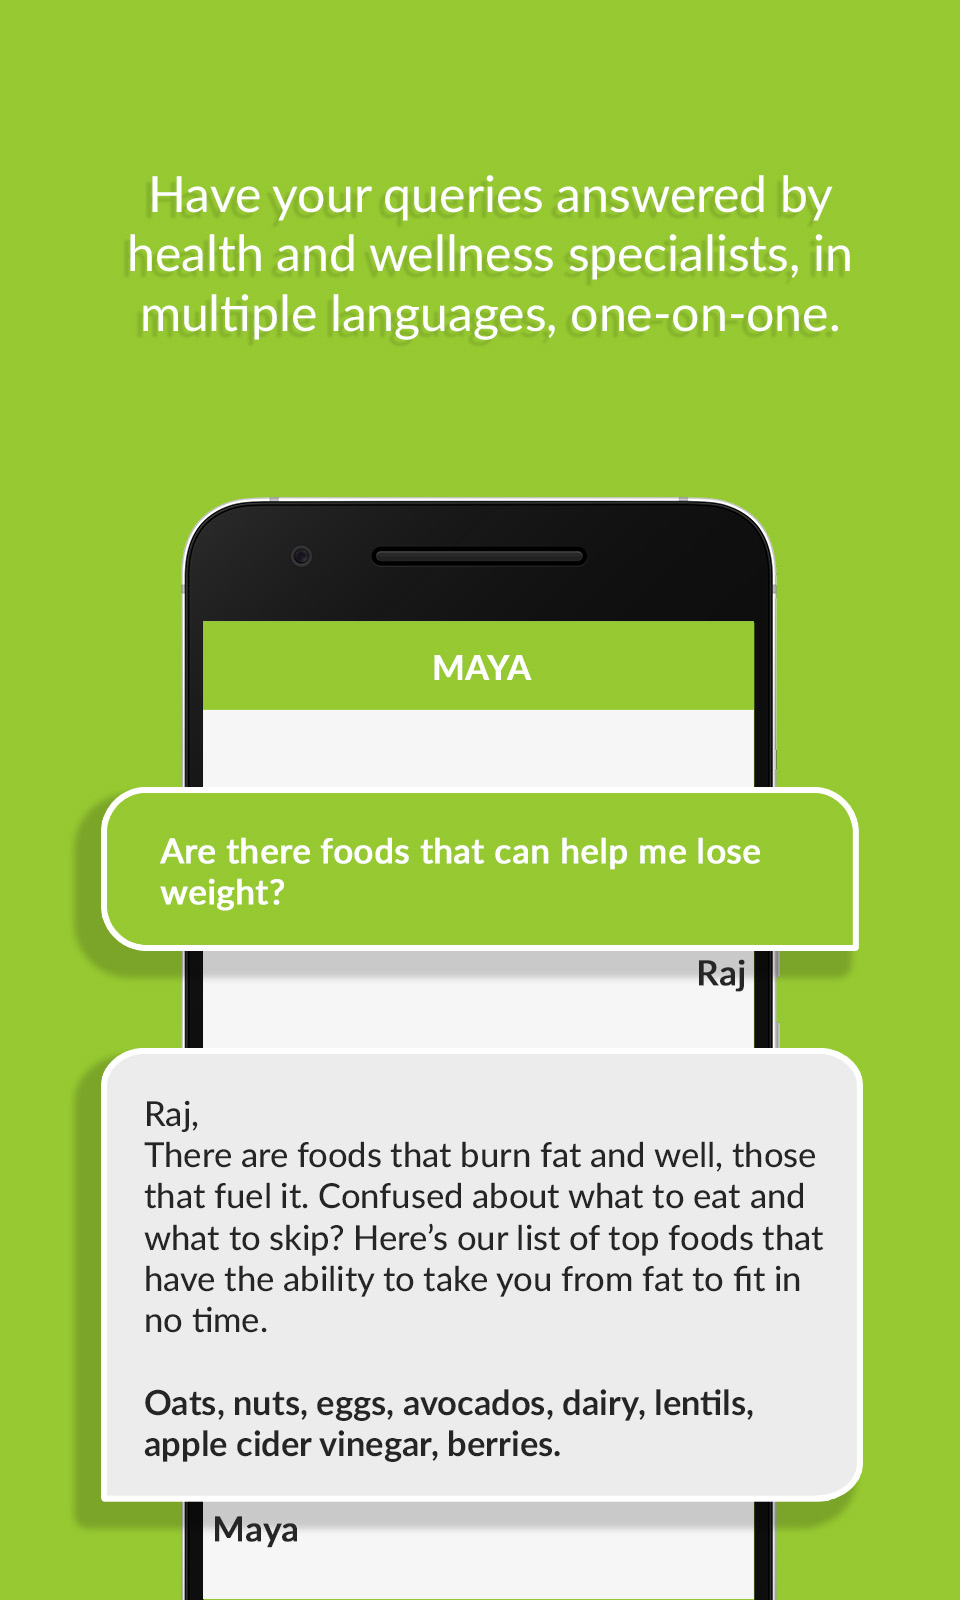 Have your queries answered by
health and wellness specialists, in
multiple languages, one-on-one.
MAYA
Are there foods that can help me lose
weight?
Raj
Raj,
There are foods that burn fat and well, those
that fuel it. Confused about what to eat and
what to skip? Here’s our list of top foods that
have the ability to take you from fat to fit in
no time.
Oats, nuts, eggs, avocados, dairy, lentils,
apple cider vinegar, berries.
Maya